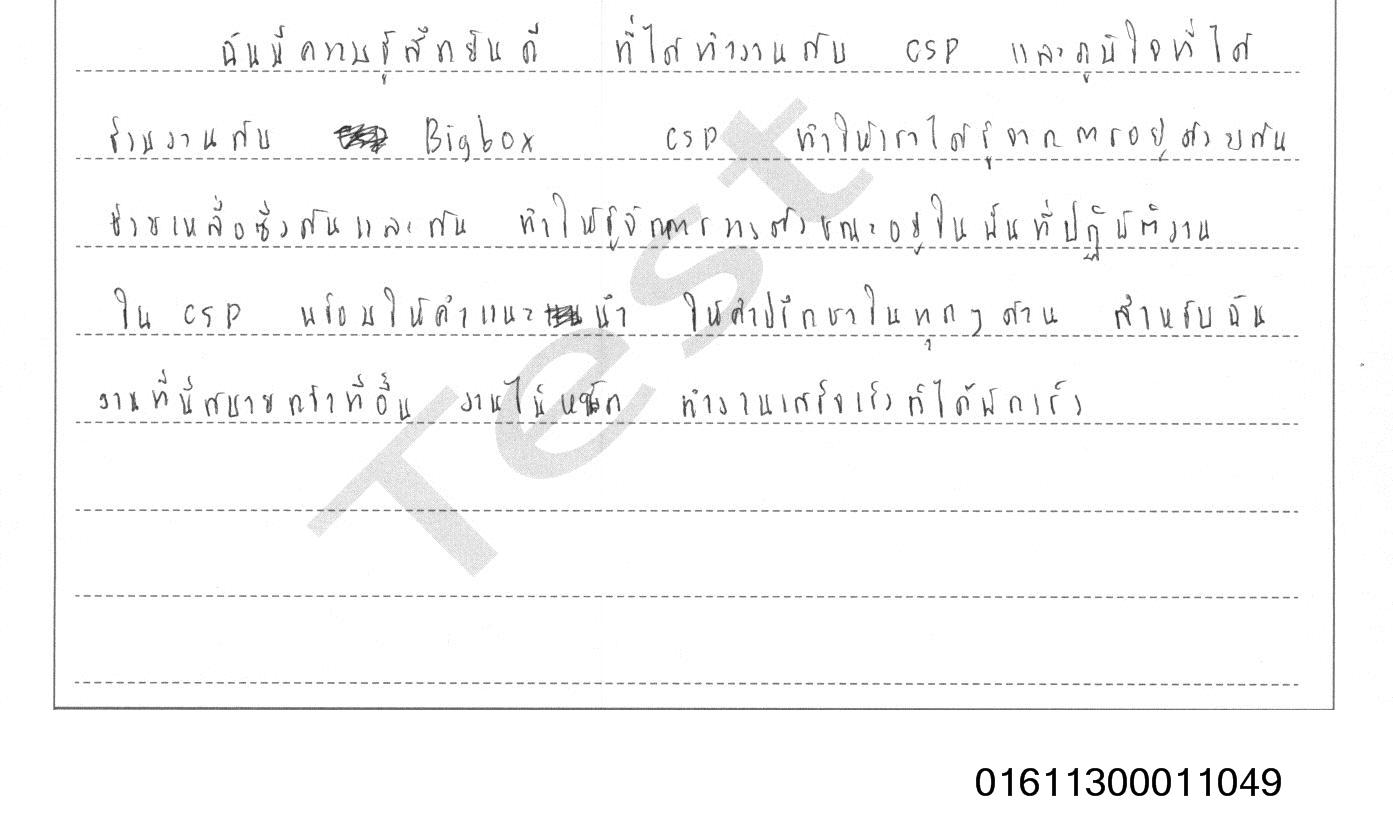 ฉันมีความรู้สึกยินดี ที่ได้ทำงานกับ CSP และภูมิใจที่ได้
ร่วมงานกับ Bigbox CSP ทำให้เราได้รู้จากการอยู่ด้วยกัน
ช่วยเหลือซึ่งกันและกัน ทำให้รู้จักการวางตัวขณะอยู่ในพื้นที่ปฏิบัติงาน
ใน CSP พร้อมให้คำแนะนำ ให้คำปรึกษาในทุกๆ ด้าน สำหรับฉัน
งานที่นี่สบายกว่าที่อื่น งานไม่หนัก ทำงานเสร็จเร็วก็ได้พักเร็ว
Test
01611300011049